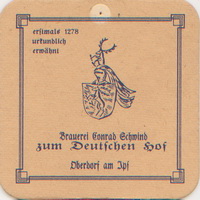 erstmals 1278
urkundlich
erwähnt
Brauerei Conrad Schwind
zum Deutschen Hof
Oberdorf am Ipf